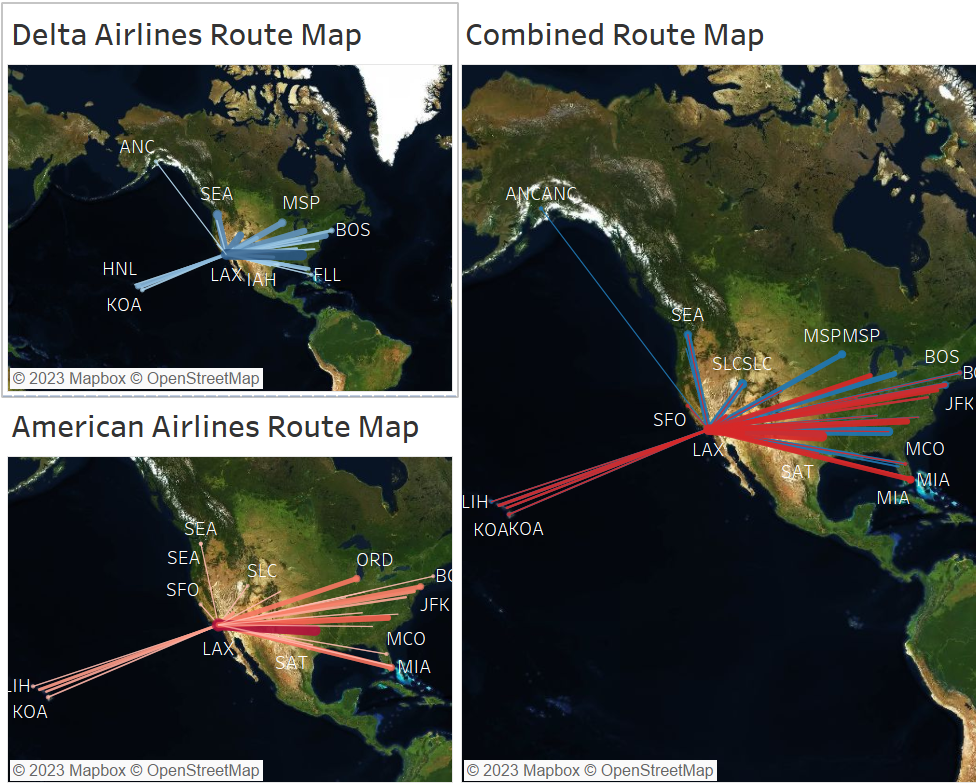 Delta Airlines Route Map
ANC
SEA
MSP
BOS
HNL
LAX
IAH
FLL
KOA
© 2023 Mapbox © OpenStreetMap
American Airlines Route Map
SEA
SEA
ORD
SLC
BO
SFO
JFK
MCO
LAX
SAT
MIA
LIH
KOA
© 2023 Mapbox © OpenStreetMap
Combined Route Map
ANCANC
SEA
MSPMSP
BOS
SLCSLC
BO
JFK
SFO
LAX
MCO
SAT
MIA
MIA
LIH
KOAKOA
© 2023 Mapbox © OpenStreetMap